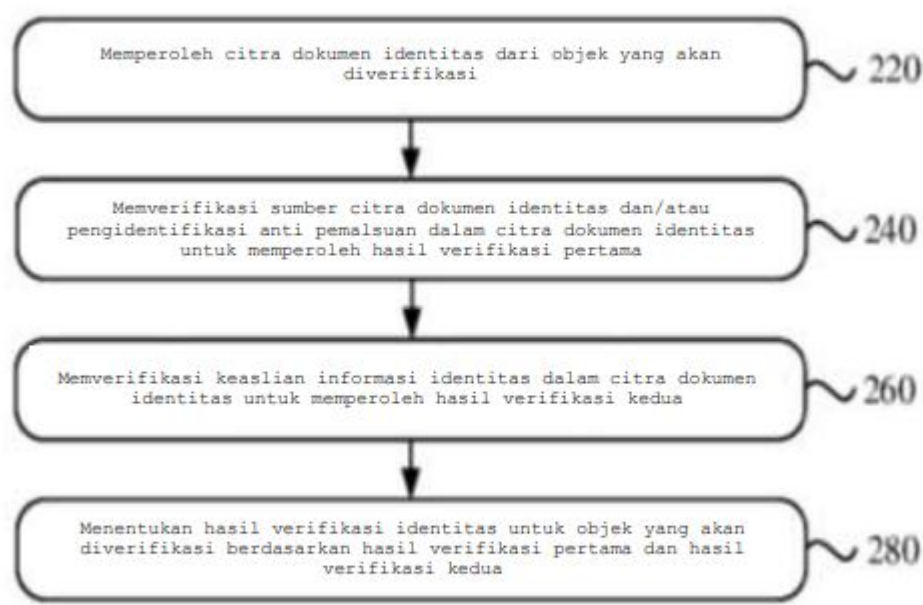 Memperoleh citra dokumen identitas dari objek yang akan
diverifikasi
220
Memverifikasi sumber citra dokumen identitas dan/atau
pengidentifikasi anti pemalsuan dalam citra dokumen identitas
untuk memperoleh hasil verifikasi pertama
240
Memverifikasi keaslian informasi identitas dalam citra dokumen
identitas untuk memperoleh hasil verifikasi kedua
260
Menentukan hasil verifikasi identitas untuk objek yang akan
diverifikasi berdasarkan hasil verifikasi pertama dan hasil
verifikasi kedua
280